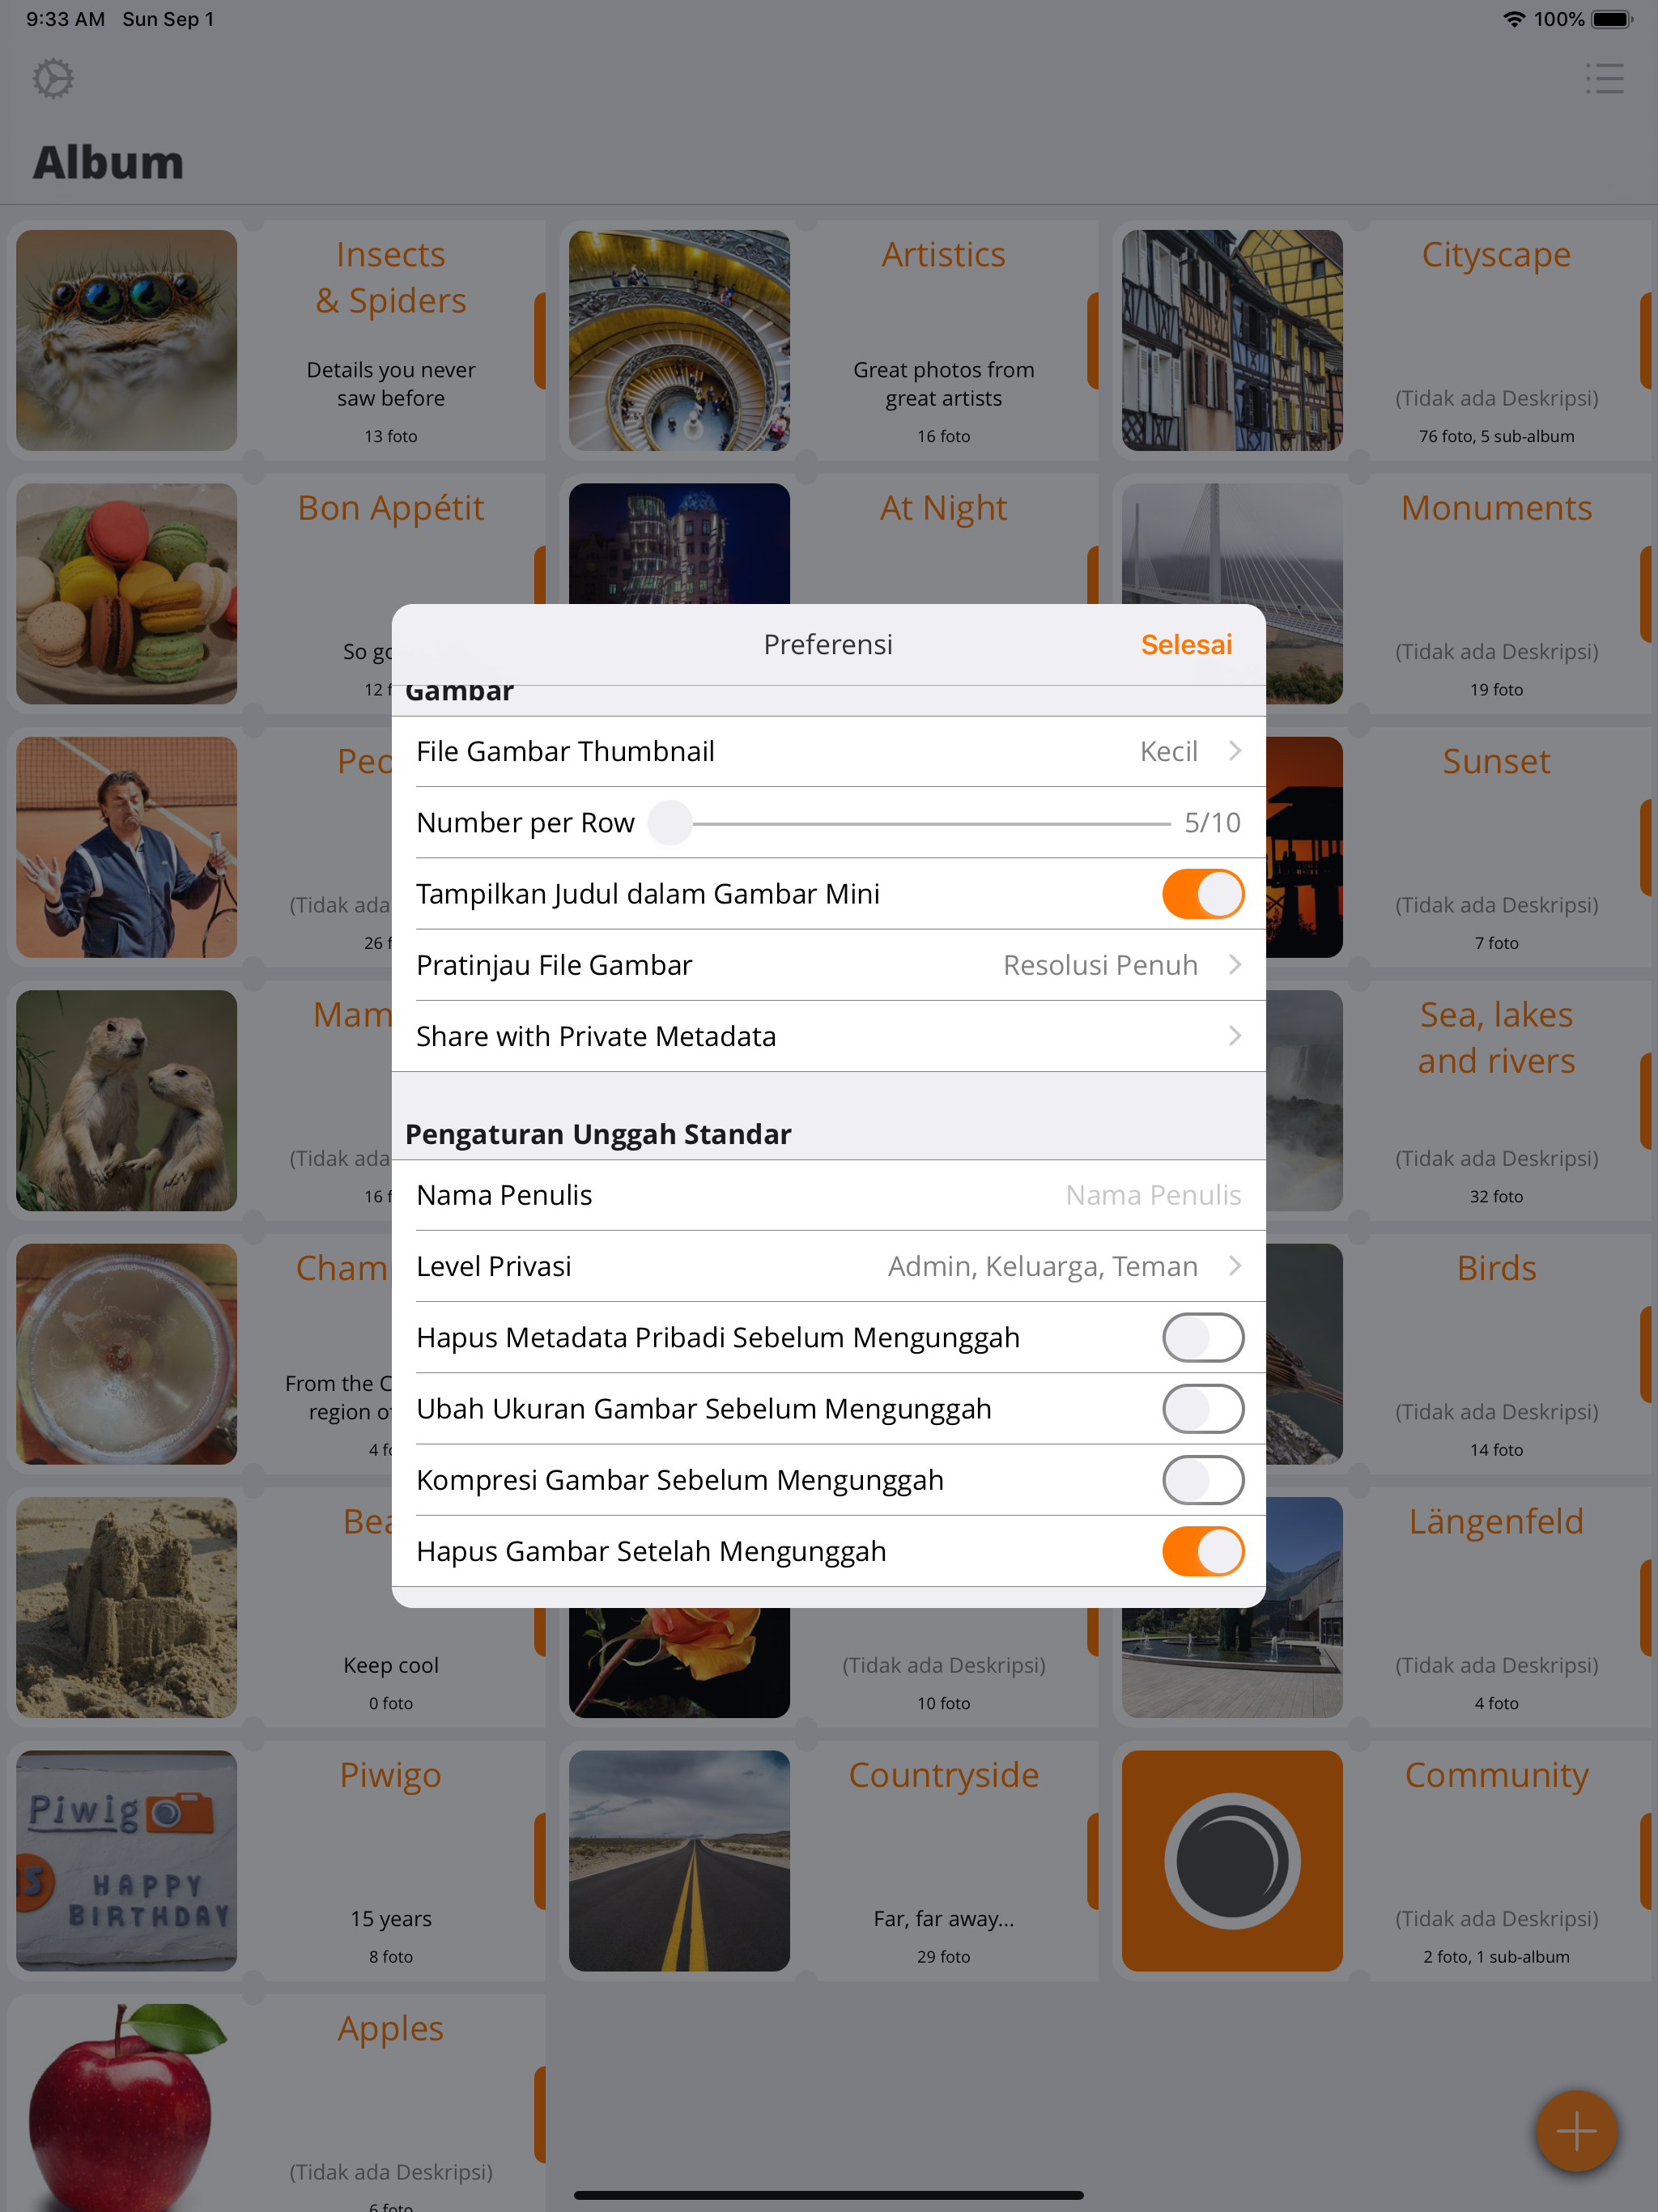 9:33 AM Sun Sep 1
100%
Album
Insects
& Spiders
Details you never
saw before
13 foto
Artistics
Great photos from
great artists
16 foto
Cityscape
(Tidak ada Deskripsi)
76 foto, 5 sub-album
Bon Appétit
So
12
At Night
Monuments
(Tidak ada Deskripsi)
19 foto
Preferensi
Selesai
Gambar
File Gambar Thumbnail
Kecil
Number per Row
5/10
Tampilkan Judul dalam Gambar Mini
Pratinjau File Gambar
Resolusi Penuh
Share with Private Metadata
Pengaturan Unggah Standar
Nama Penulis
Nama Penulis
Level Privasi
Admin, Keluarga, Teman
Hapus Metadata Pribadi Sebelum Mengunggah
Ubah Ukuran Gambar Sebelum Mengunggah
Kompresi Gambar Sebelum Mengunggah
Hapus Gambar Setelah Mengunggah
(Tidak ada
26
Sunset
(Tidak ada Deskripsi)
7 foto
(Tidak ada
16
Sea, lakes
and rivers
(Tidak ada Deskripsi)
32 foto
From the
region
4
Birds
(Tidak ada Deskripsi)
14 foto
Keep cool
0 foto
(Tidak ada Deskripsi)
10 foto
Längenfeld
(Tidak ada Deskripsi)
4 foto
Piwig
15
HAPPY
BIRTHDAY
Piwigo
15 years
8 foto
Countryside
Far, far away...
29 foto
Community
(Tidak ada Deskripsi)
2 foto, 1 sub-album
Apples
(Tidak ada Deskripsi)
6 foto